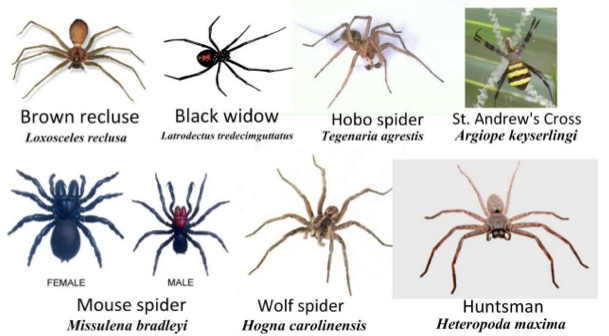 Brown recluse
Loxosceles reclusa
Black widow
Latrodectus tredecimguttatus
Hobo spider
Tegenaria agrestis
St. Andrew's Cross
Argiope keyserlingi
FEMALE
MALE
Mouse spider
Missulena bradleyi
Wolf spider
Hogna carolinensis
Huntsman
Heteropoda maxima